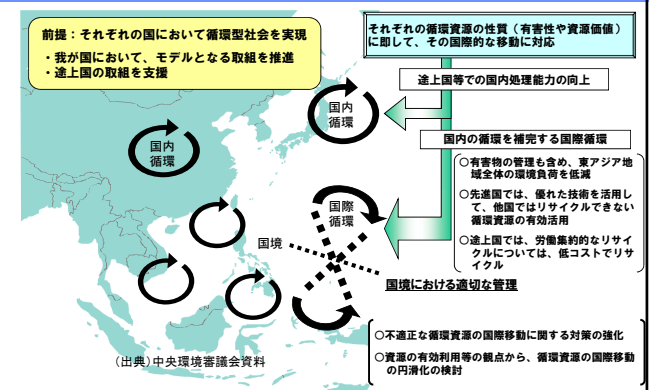 前提：それぞれの国において循環型社会を実現
・我が国において、モデルとなる取組を推進
・途上国の取組を支援
それぞれの循環資源の性質（有害性や資源価値）
に即して、その国際的な移動に対応
途上国等での国内処理能力の向上
国内
循環
国内
循環
国内の循環を補完する国際循環
○有害物の管理も含め、東アジア地
域全体の環境負荷を低減
○先進国では、優れた技術を活用し
て、他国ではリサイクルできない
循環資源の有効活用
○途上国では、労働集約的なリサイ
クルについては、低コストでリサ
イクル
国際
循環
国境
国境における適切な管理
○不適正な循環資源の国際移動に関する対策の強化
○資源の有効利用等の観点から、循環資源の国際移動
の円滑化の検討
（出典）中央環境審議会資料